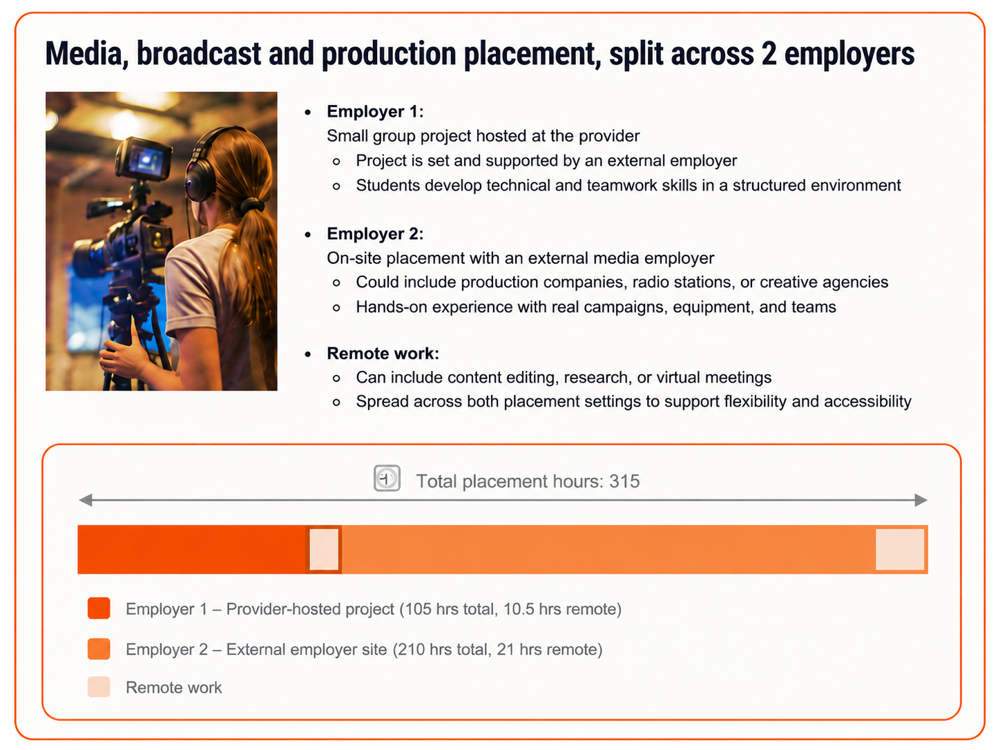 Media, broadcast and production placement, split across 2 employers
• Employer 1:
Small group project hosted at the provider
○ Project is set and supported by an external employer
○ Students develop technical and teamwork skills in a structured environment
• Employer 2:
On-site placement with an external media employer
○ Could include production companies, radio stations, or creative agencies
○ Hands-on experience with real campaigns, equipment, and teams
• Remote work:
○ Can include content editing, research, or virtual meetings
○ Spread across both placement settings to support flexibility and accessibility
Total placement hours: 315
Employer 1 – Provider-hosted project (105 hrs total, 10.5 hrs remote)
Employer 2 – External employer site (210 hrs total, 21 hrs remote)
Remote work